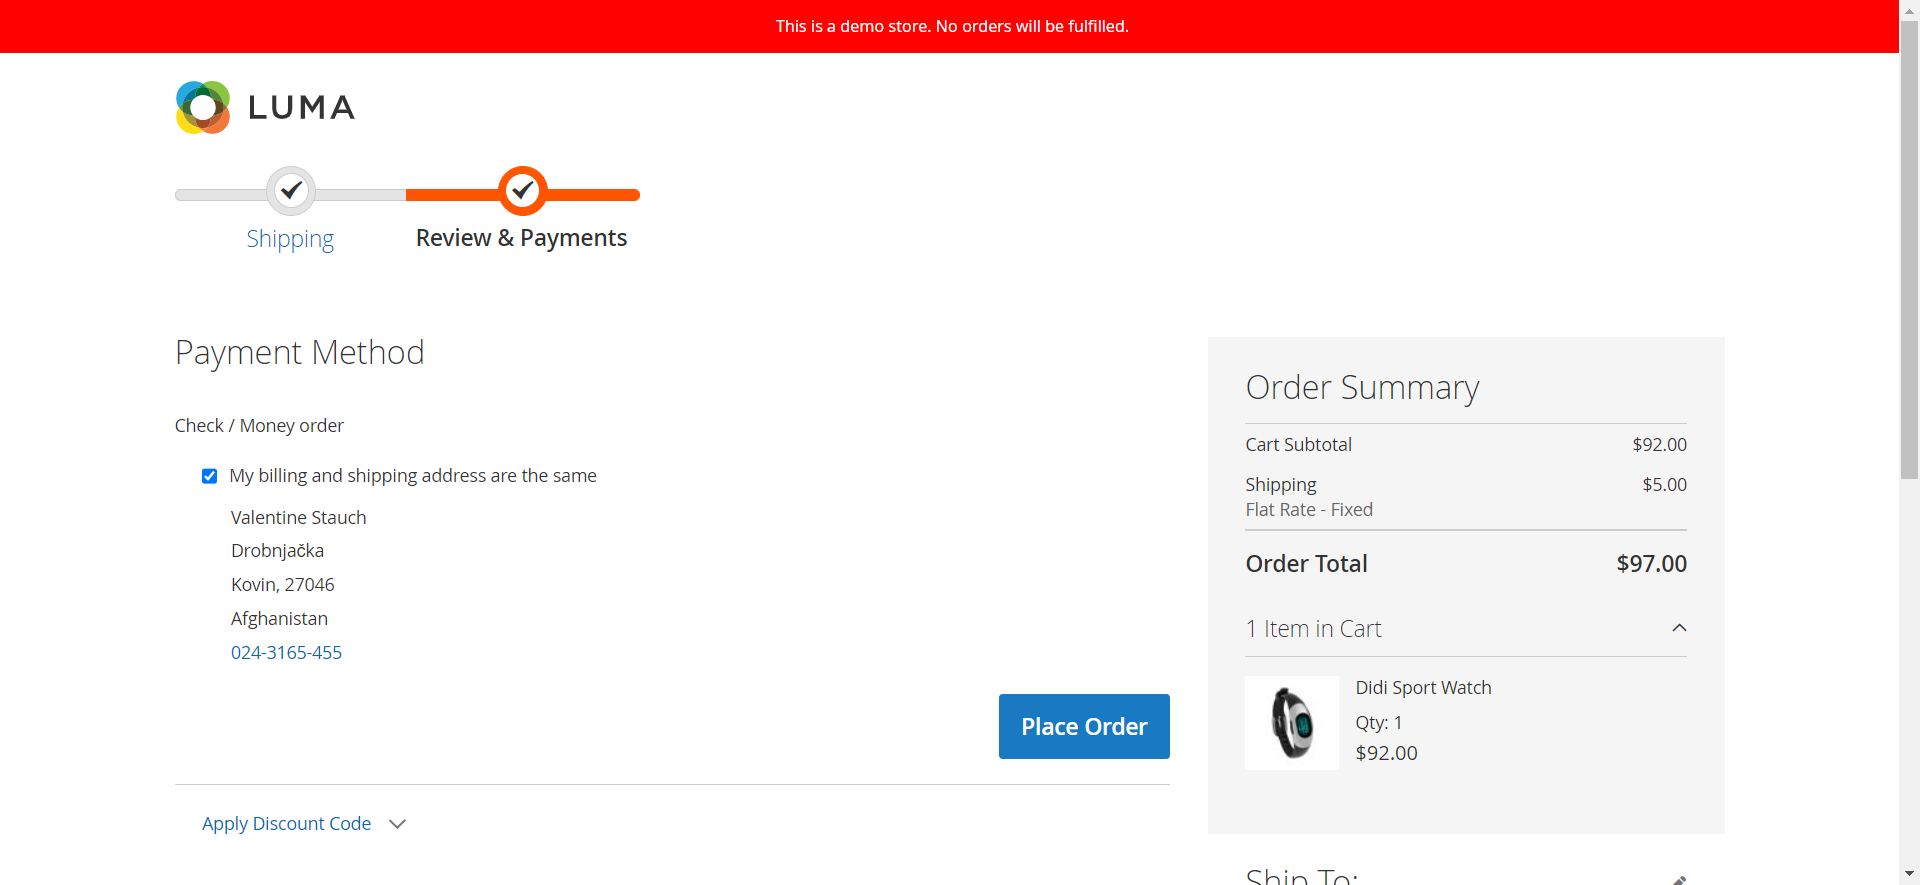 This is a demo store. No orders will be fulfilled.
LUMA
Shipping
Review & Payments
Payment Method
Check / Money order
My billing and shipping address are the same
Valentine Stauch
Drobnjačka
Kovin, 27046
Afghanistan
024-3165-455
Place Order
Apply Discount Code
Order Summary
Cart Subtotal $92.00
Shipping $5.00
Flat Rate - Fixed
Order Total $97.00
1 Item in Cart
Didi Sport Watch
Qty: 1
$92.00
Ship To: